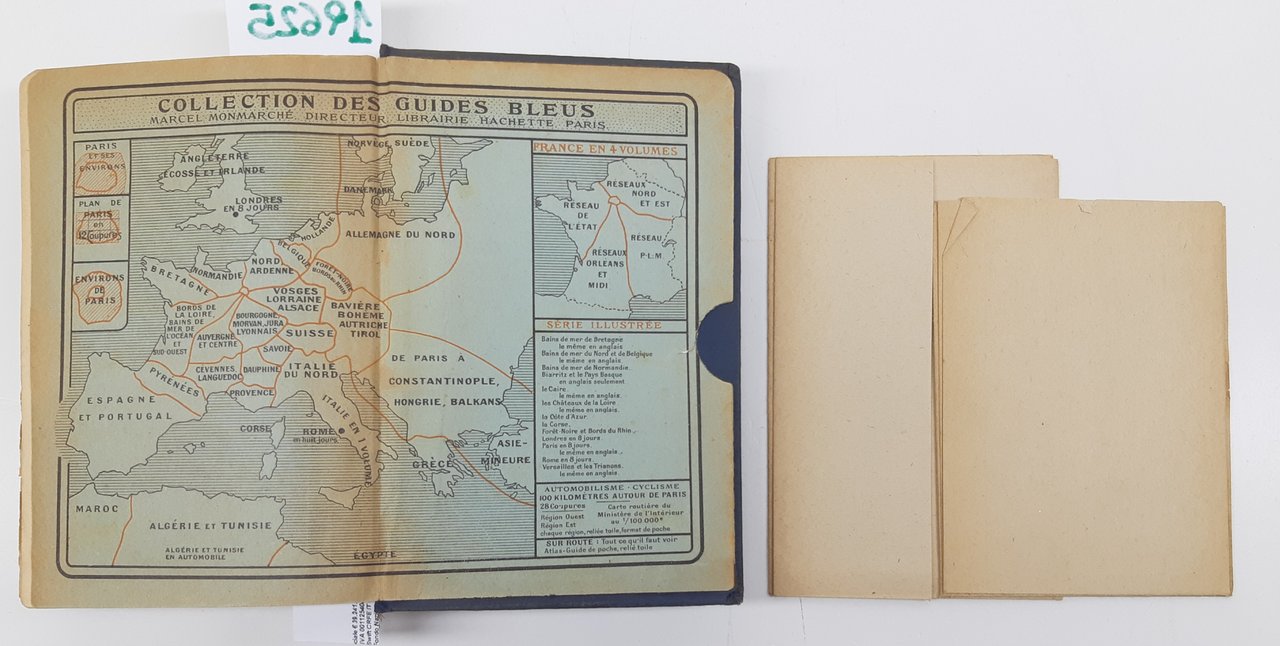 19625
COLLECTION DES GUIDES BLEUS
MARCEL MONMARCHÉ, DIRECTEUR, LIBRAIRIE HACHETTE, PARIS
PARIS
ET SES
ENVIRONS
PLAN DE
PARIS
en
12 Coupures
ENVIRONS
DE
PARIS
NORVÈGE, SUÈDE
ANGLETERRE
ÉCOSSE ET IRLANDE
LONDRES
EN 8 JOURS
DANEMARK
HOLLANDE
BELGIQUE
ALLEMAGNE DU NORD
FORÊT-NOIRE
BORDS DU RHIN
BRETAGNE
NORMANDIE
NORD
ARDENNE
VOSGES
LORRAINE
ALSACE
BAVIÈRE
BOHÊME
AUTRICHE
TIROL
BORDS DE
LA LOIRE,
BAINS DE
MER DE
L'OCÉAN
ET
SUD-OUEST
BOURGOGNE,
MORVAN, JURA
LYONNAIS
SUISSE
AUVERGNE
ET CENTRE
SAVOIE
CÉVENNES
LANGUEDOC
DAUPHINÉ
ITALIE
DU NORD
PYRÉNÉES
PROVENCE
DE PARIS A
CONSTANTINOPLE,
HONGRIE, BALKANS
ESPAGNE
ET PORTUGAL
CORSE
ROME
en huit jours
ITALIE EN 1 VOLUME
GRÈCE
ASIE-
MINEURE
MAROC
ALGÉRIE ET TUNISIE
ALGÉRIE ET TUNISIE
EN AUTOMOBILE
ÉGYPTE
FRANCE EN 4 VOLUMES
RÉSEAUX
NORD
ET EST
RÉSEAU
DE
L'ÉTAT
RÉSEAU
P.L.M.
RÉSEAUX
ORLÉANS
ET
MIDI
SÉRIE ILLUSTRÉE
Bains de mer de Bretagne
le même en anglais
Bains de mer du Nord et de Belgique
le même en anglais.
Bains de mer de Normandie.
Biarritz et le Pays Basque
en anglais seulement
le Caire.
le même en anglais.
les Châteaux de la Loire
le même en anglais.
la Côte d'Azur.
la Corse.
Forêt-Noire et Bords du Rhin.
Londres en 8 jours.
Paris en 8 jours.
le même en anglais.
Rome en 8 jours.
Versailles et les Trianons.
le même en anglais.
AUTOMOBILISME - CYCLISME
100 KILOMÈTRES AUTOUR DE PARIS
28 Coupures
Région Ouest
Région Est
Carte routière du
Ministère de l'Intérieur
au 1/100 000e
chaque région, reliée toile, format de poche
SUR ROUTE : Tout ce qu'il faut voir
Atlas-Guide de poche, relié toile